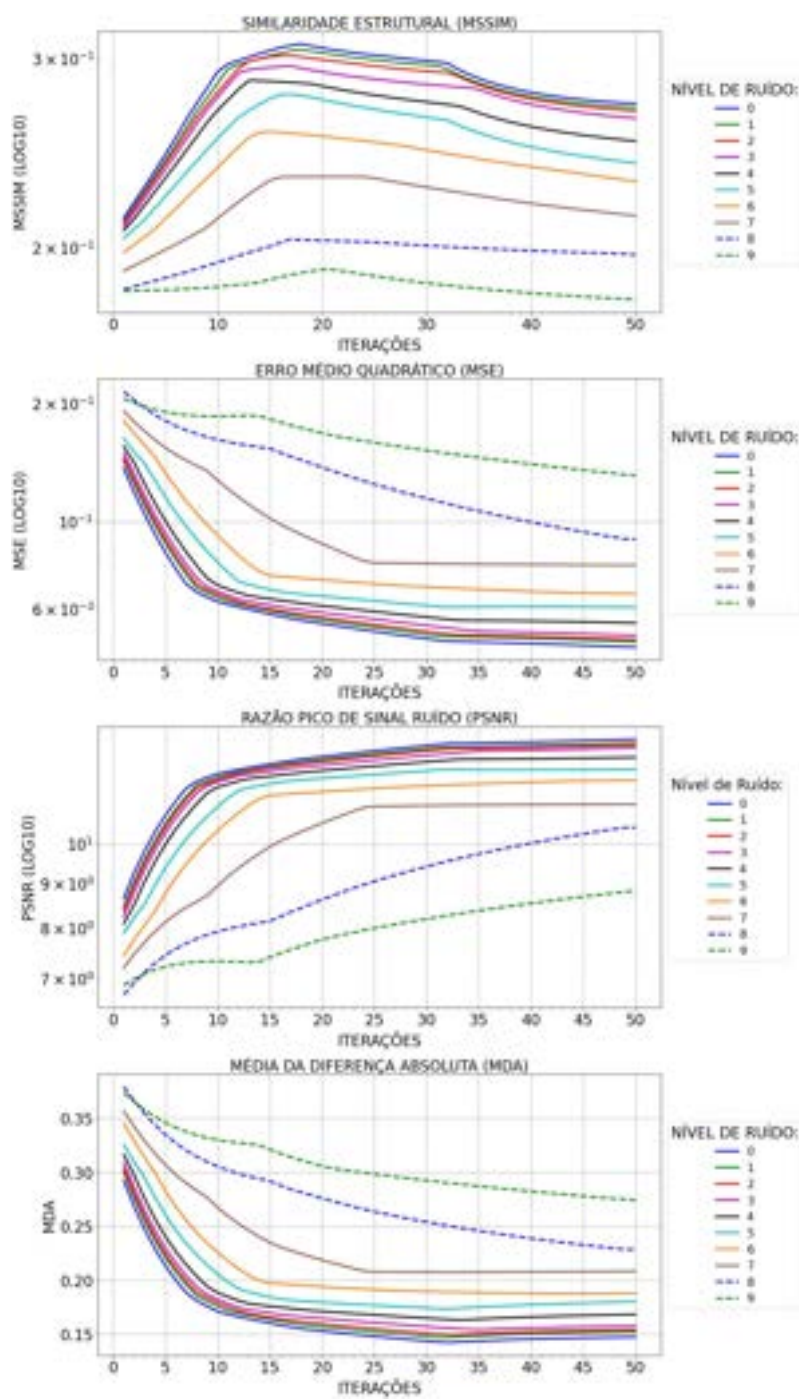 SIMILARIDADE ESTRUTURAL (MSSIM)
3 × 10⁻¹
2 × 10⁻¹
MSSIM (LOG10)
0 10 20 30 40 50
ITERAÇÕES
NÍVEL DE RUÍDO:
0
1
2
3
4
5
6
7
8
9
ERRO MÉDIO QUADRÁTICO (MSE)
2 × 10⁻¹
10⁻¹
6 × 10⁻²
MSE (LOG10)
0 5 10 15 20 25 30 35 40 45 50
ITERAÇÕES
NÍVEL DE RUÍDO:
0
1
2
3
4
5
6
7
8
9
RAZÃO PICO DE SINAL RUÍDO (PSNR)
10¹
9 × 10⁰
8 × 10⁰
7 × 10⁰
PSNR (LOG10)
0 5 10 15 20 25 30 35 40 45 50
ITERAÇÕES
Nível de Ruído:
0
1
2
3
4
5
6
7
8
9
MÉDIA DA DIFERENÇA ABSOLUTA (MDA)
0.35
0.30
0.25
0.20
0.15
MDA
0 5 10 15 20 25 30 35 40 45 50
ITERAÇÕES
NÍVEL DE RUÍDO:
0
1
2
3
4
5
6
7
8
9